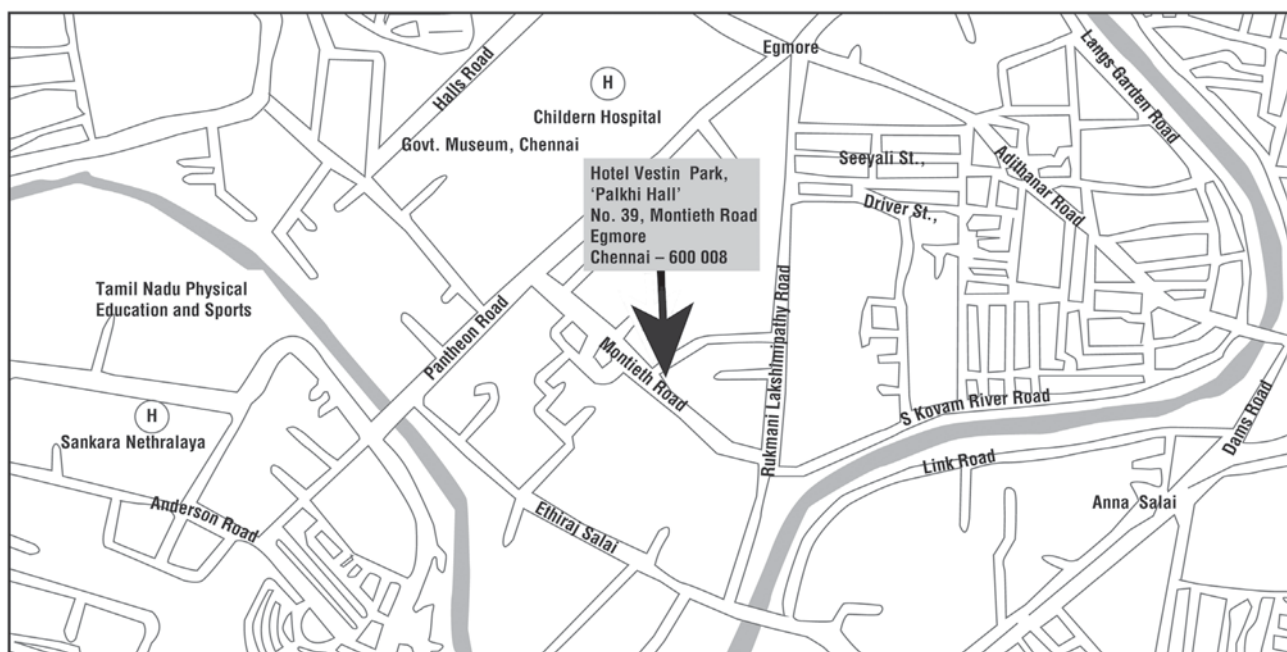 Egmore
Langs Garden Road
Halls Road
H
Childern Hospital
Govt. Museum, Chennai
Seeyali St.,
Adithanar Road
Hotel Vestin Park,
'Palkhi Hall'
No. 39, Montieth Road
Egmore
Chennai – 600 008
Driver St.,
Tamil Nadu Physical
Education and Sports
Pantheon Road
Rukmani Lakshimipathy Road
Montieth Road
S Kovam River Road
Dams Road
H
Sankara Nethralaya
Link Road
Anna Salai
Anderson Road
Ethiraj Salai